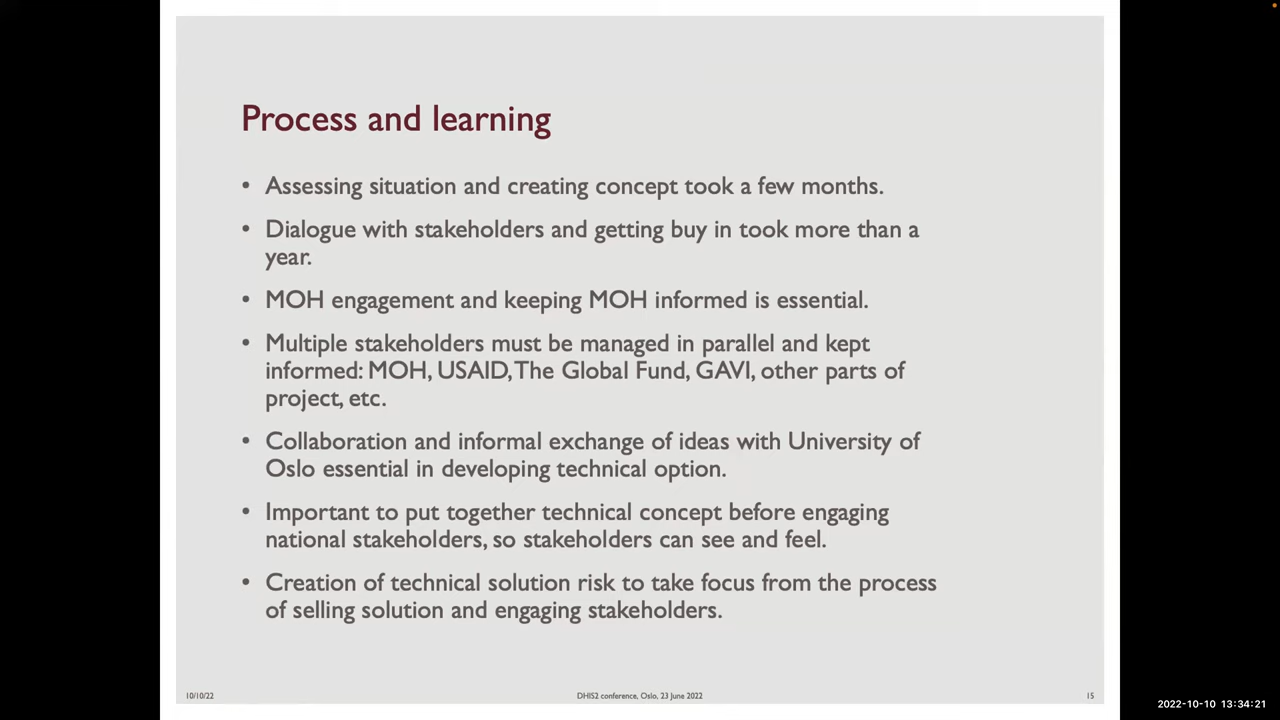 Process and learning
• Assessing situation and creating concept took a few months.
• Dialogue with stakeholders and getting buy in took more than a
year.
• MOH engagement and keeping MOH informed is essential.
• Multiple stakeholders must be managed in parallel and kept
informed: MOH, USAID, The Global Fund, GAVI, other parts of
project, etc.
• Collaboration and informal exchange of ideas with University of
Oslo essential in developing technical option.
• Important to put together technical concept before engaging
national stakeholders, so stakeholders can see and feel.
• Creation of technical solution risk to take focus from the process
of selling solution and engaging stakeholders.
10/10/22 DHIS2 conference, Oslo, 23 June 2022 15
2022-10-10 13:34:21